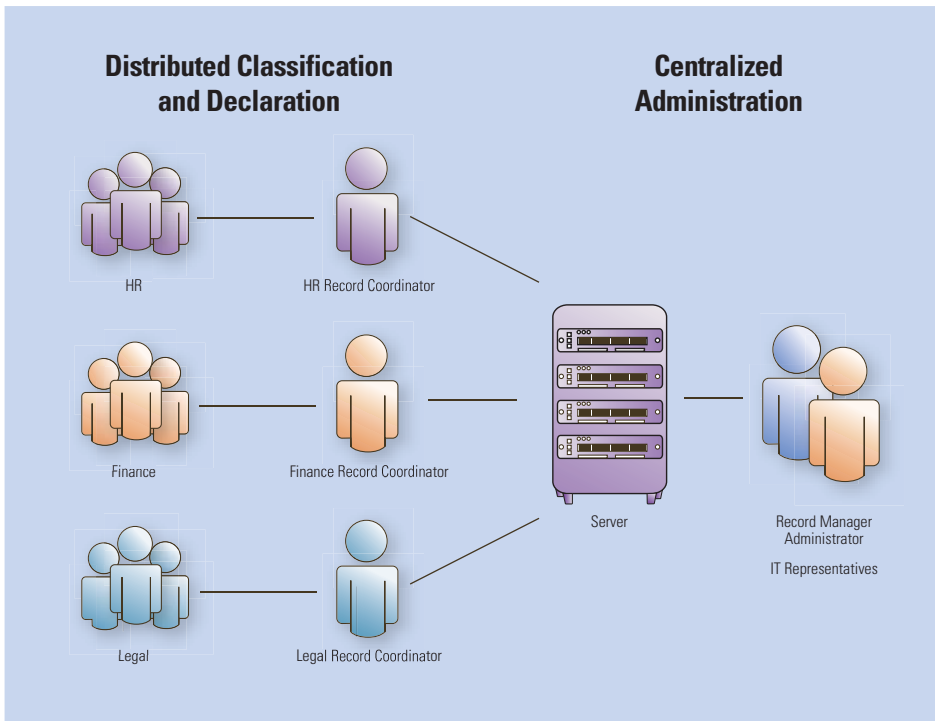 Distributed Classification
and Declaration
Centralized
Administration
HR
HR Record Coordinator
Finance
Finance Record Coordinator
Server
Record Manager
Administrator
IT Representatives
Legal
Legal Record Coordinator